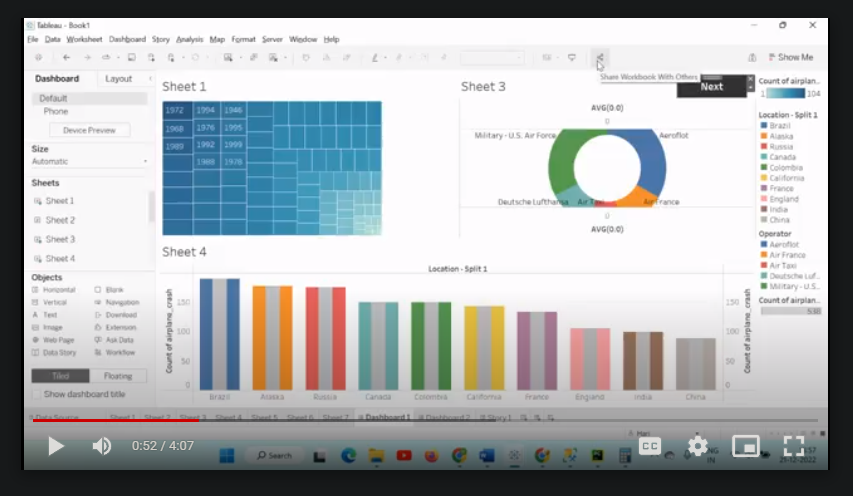 Tableau - Book1
File Data Worksheet Dashboard Story Analysis Map Format Server Window Help
Show Me
Share Workbook With Others
Dashboard Layout
Default
Phone
Device Preview
Size
Automatic
Sheets
Sheet 1
Sheet 2
Sheet 3
Sheet 4
Objects
Horizontal Blank
Vertical Navigation
Text Download
Image Extension
Web Page Ask Data
Data Story Workflow
Tiled Floating
Show dashboard title
Sheet 1
1972 1994 1946
1968 1976 1995
1989 1992 1999
1988 1978
Sheet 3
Next
AVG(0.0)
0
Military - U.S. Air Force Aeroflot
Deutsche Lufthansa Air Taxi Air France
0
AVG(0.0)
Sheet 4
Location - Split 1
Count of airplane_crash
150
100
50
0
Brazil Alaska Russia Canada Colombia California France England India China
150
100
50
0
Count of airplane_crash
Count of airplan..
1 104
Location - Split 1
Brazil
Alaska
Russia
Canada
Colombia
California
France
England
India
China
Operator
Aeroflot
Air France
Air Taxi
Deutsche Luf..
Military - U.S..
Count of airplan..
538
Data Source Sheet 1 Sheet 2 Sheet 3 Sheet 4 Sheet 5 Sheet 6 Sheet 7 Dashboard 1 Dashboard 2 Story 1
Hari
0:52 / 4:07
CC
Search
IN
21-12-2022